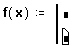 f(x) :=